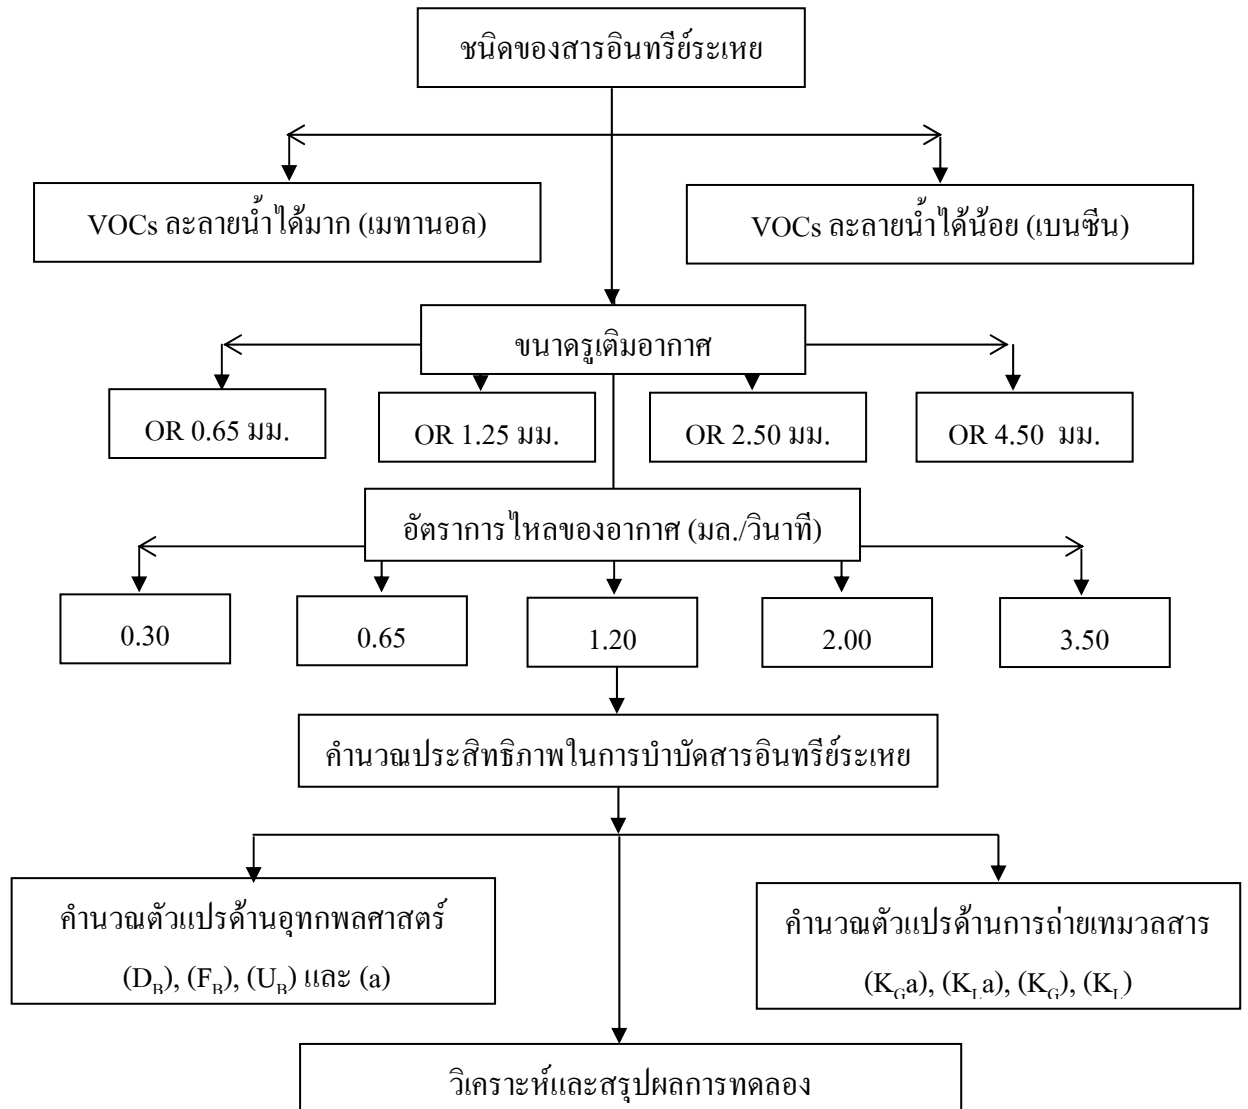 ชนิดของสารอินทรีย์ระเหย
VOCs ละลายน้ำได้มาก (เมทานอล)
VOCs ละลายน้ำได้น้อย (เบนซีน)
ขนาดรูเติมอากาศ
OR 0.65 มม.
OR 1.25 มม.
OR 2.50 มม.
OR 4.50 มม.
อัตราการไหลของอากาศ (มล./วินาที)
0.30
0.65
1.20
2.00
3.50
คำนวณประสิทธิภาพในการบำบัดสารอินทรีย์ระเหย
คำนวณตัวแปรด้านอุทกพลศาสตร์
(D_B), (F_B), (U_B) และ (a)
คำนวณตัวแปรด้านการถ่ายเทมวลสาร
(K_Ga), (K_La), (K_G), (K_L)
วิเคราะห์และสรุปผลการทดลอง